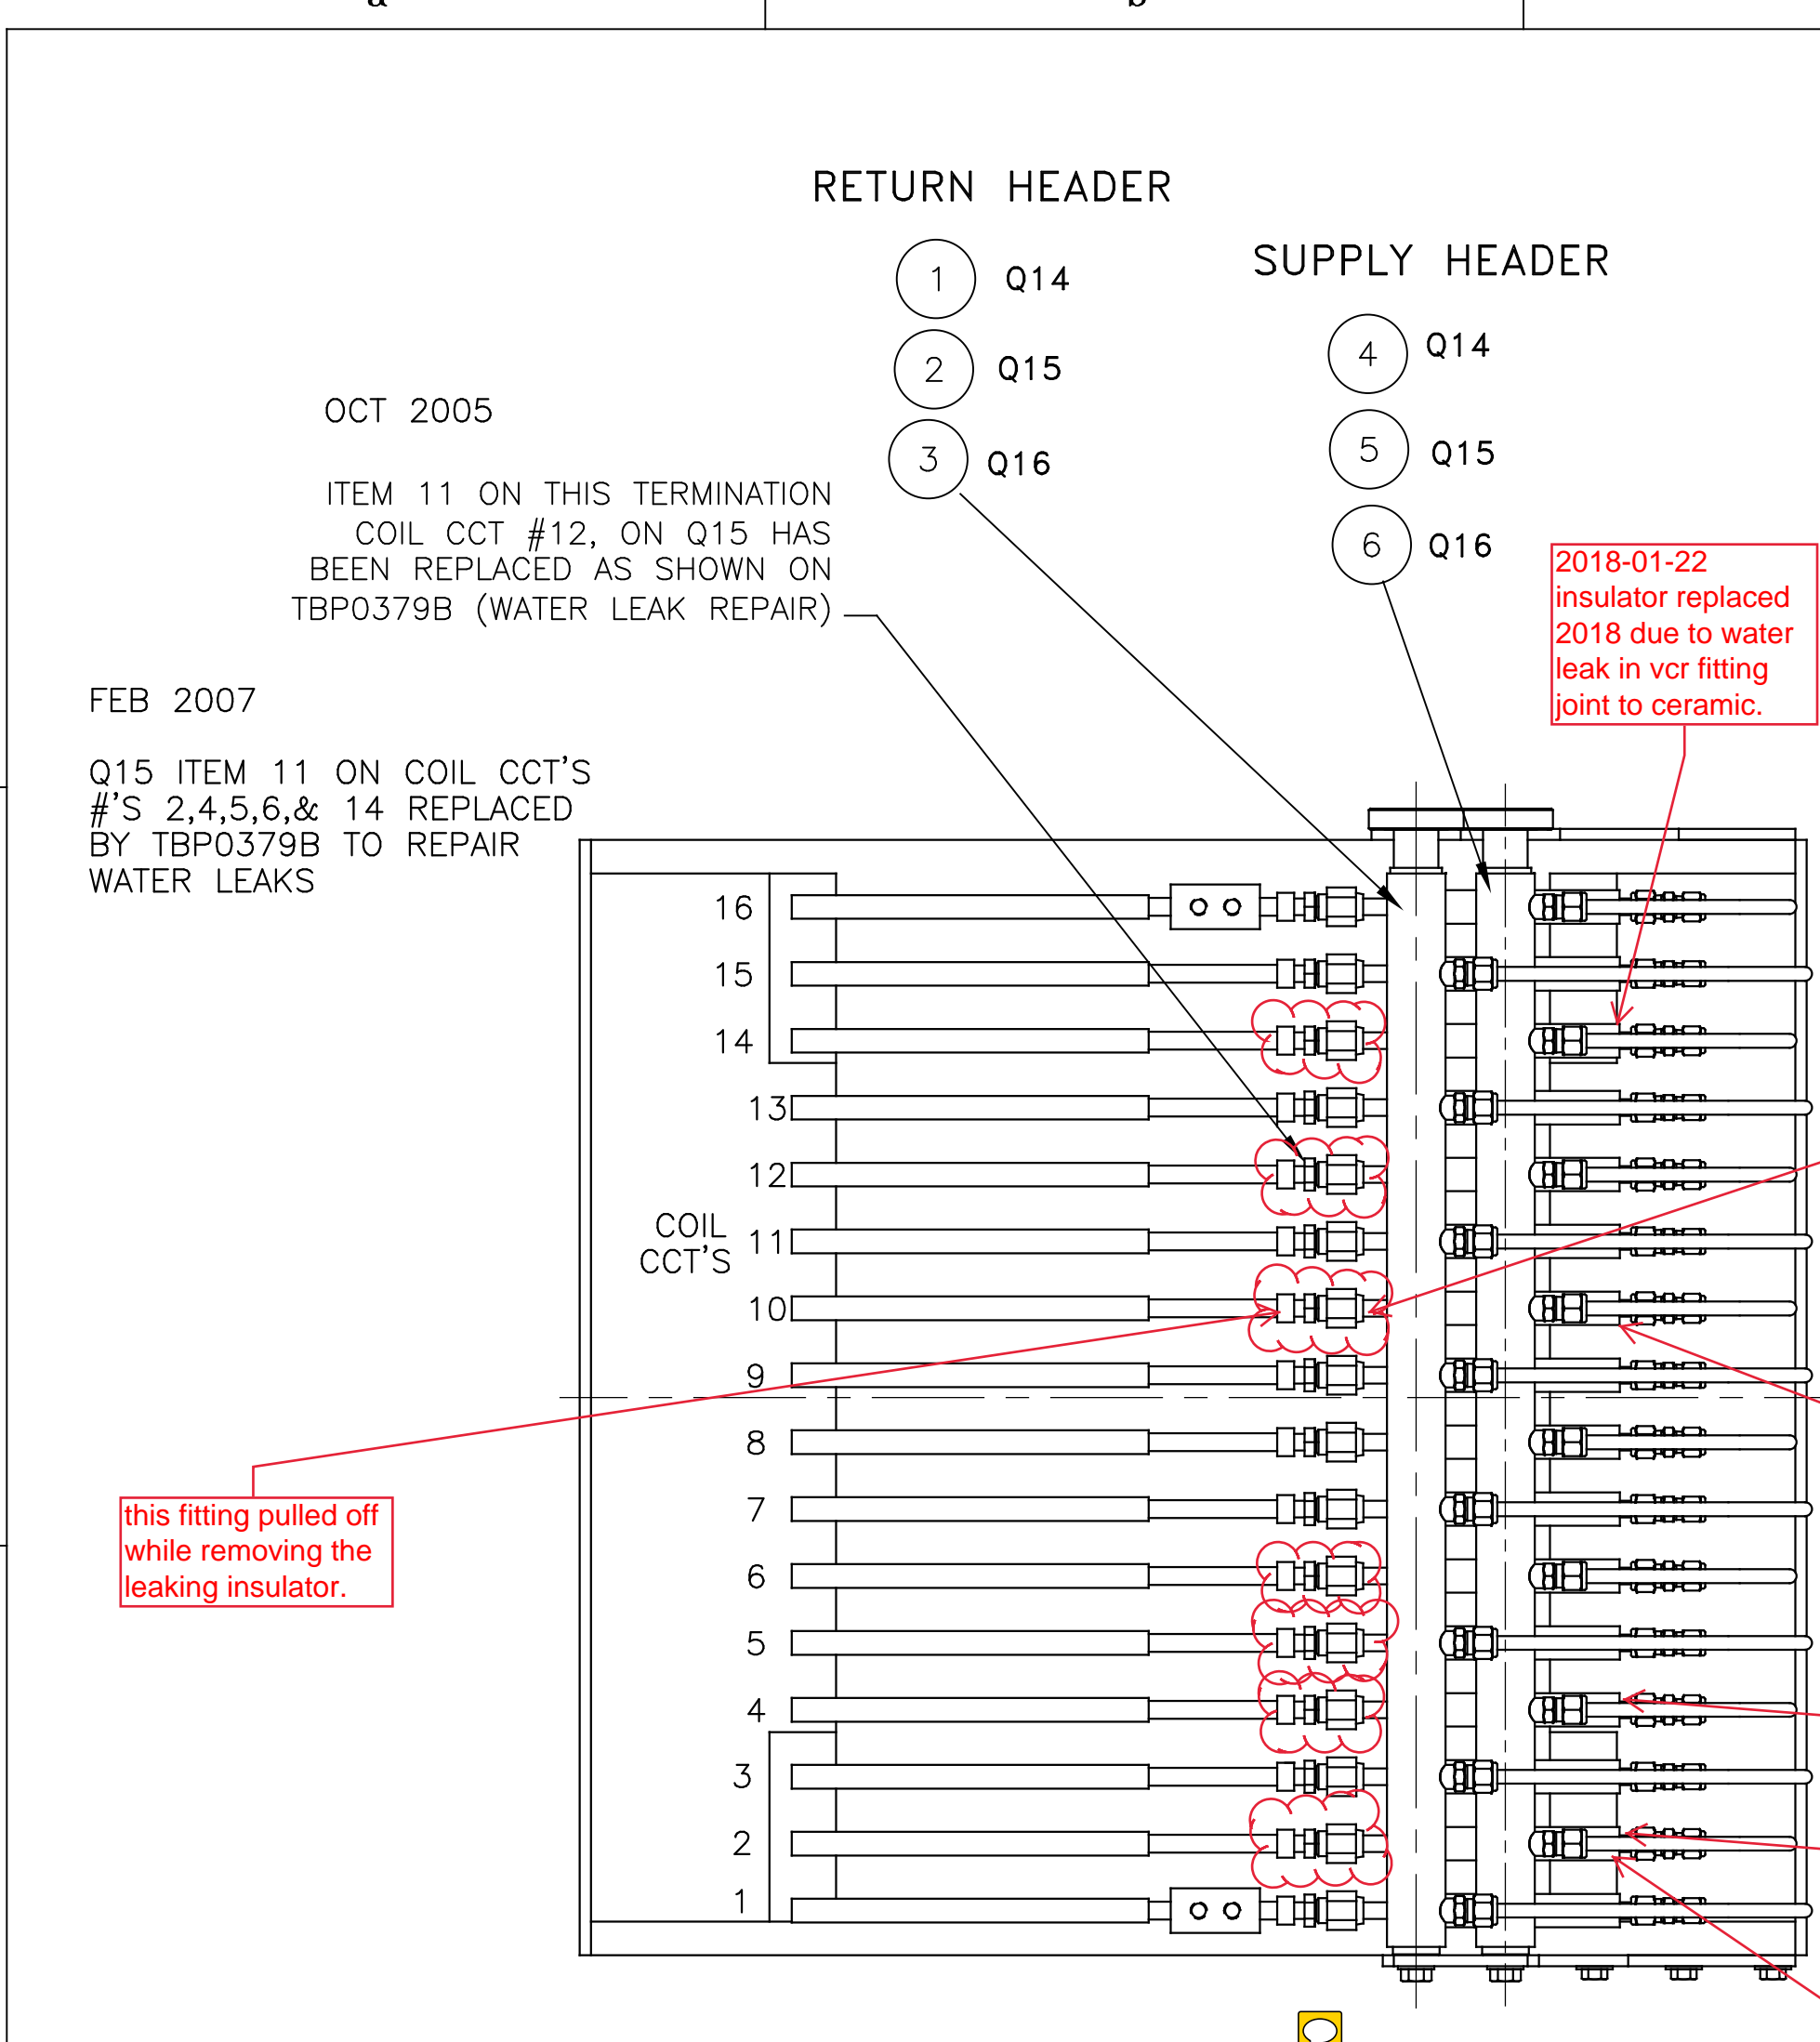 RETURN HEADER
1 Q14
2 Q15
3 Q16
SUPPLY HEADER
4 Q14
5 Q15
6 Q16
OCT 2005
ITEM 11 ON THIS TERMINATION
COIL CCT #12, ON Q15 HAS
BEEN REPLACED AS SHOWN ON
TBP0379B (WATER LEAK REPAIR)
FEB 2007
Q15 ITEM 11 ON COIL CCT'S
#'S 2,4,5,6,& 14 REPLACED
BY TBP0379B TO REPAIR
WATER LEAKS
2018-01-22
insulator replaced
2018 due to water
leak in vcr fitting
joint to ceramic.
16
15
14
13
12
COIL
CCT'S
11
10
9
8
7
6
5
4
3
2
1
this fitting pulled off
while removing the
leaking insulator.